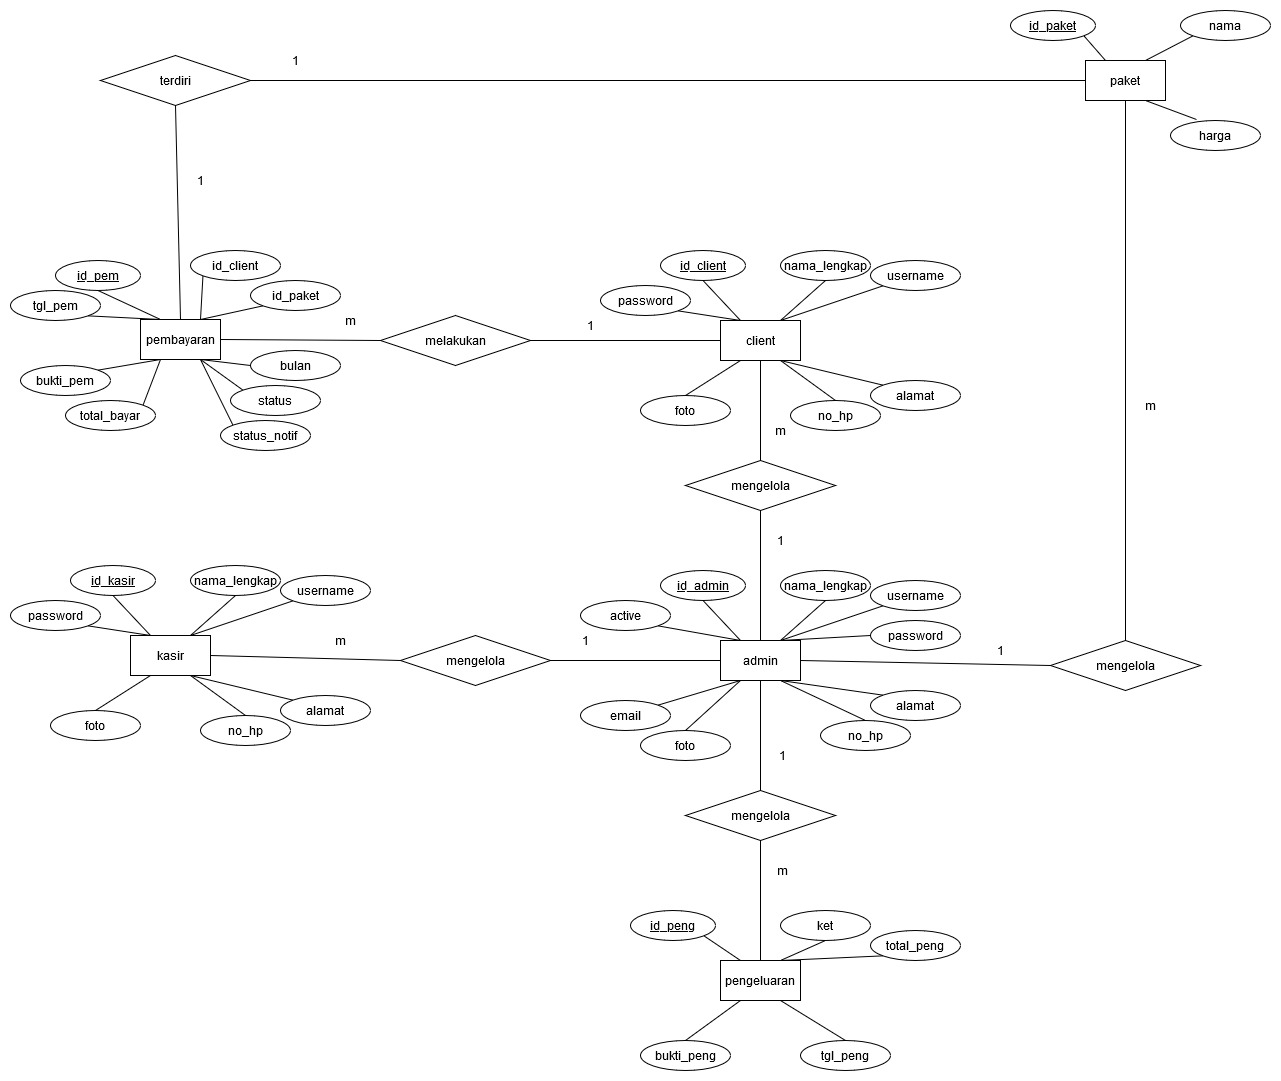 id_paket
nama
1
terdiri
paket
harga
1
id_pem
id_client
id_client
nama_lengkap
username
tgl_pem
id_paket
password
m
1
pembayaran
melakukan
client
bukti_pem
bulan
total_bayar
status
status_notif
foto
no_hp
alamat
m
m
mengelola
1
id_kasir
nama_lengkap
username
id_admin
nama_lengkap
username
password
active
password
m
1
1
kasir
mengelola
admin
mengelola
foto
no_hp
alamat
email
foto
alamat
no_hp
1
mengelola
m
id_peng
ket
total_peng
pengeluaran
bukti_peng
tgl_peng